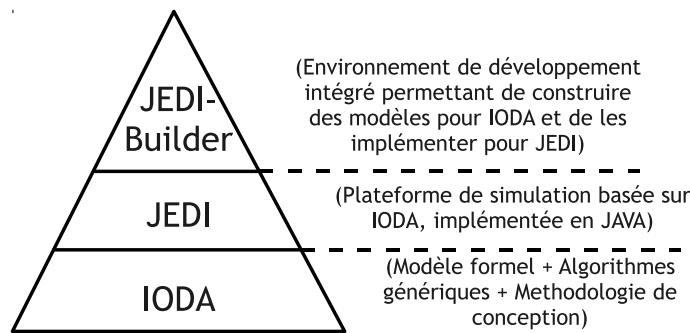 JEDI-
Builder
(Environnement de développement
intégré permettant de construire
des modèles pour IODA et de les
implémenter pour JEDI)
JEDI
(Plateforme de simulation basée sur
IODA, implémentée en JAVA)
IODA
(Modèle formel + Algorithmes
génériques + Methodologie de
conception)